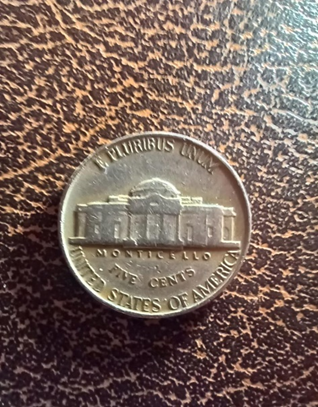 E PLURIBUS UNUM
MONTICELLO
FIVE CENTS
UNITED STATES OF AMERICA